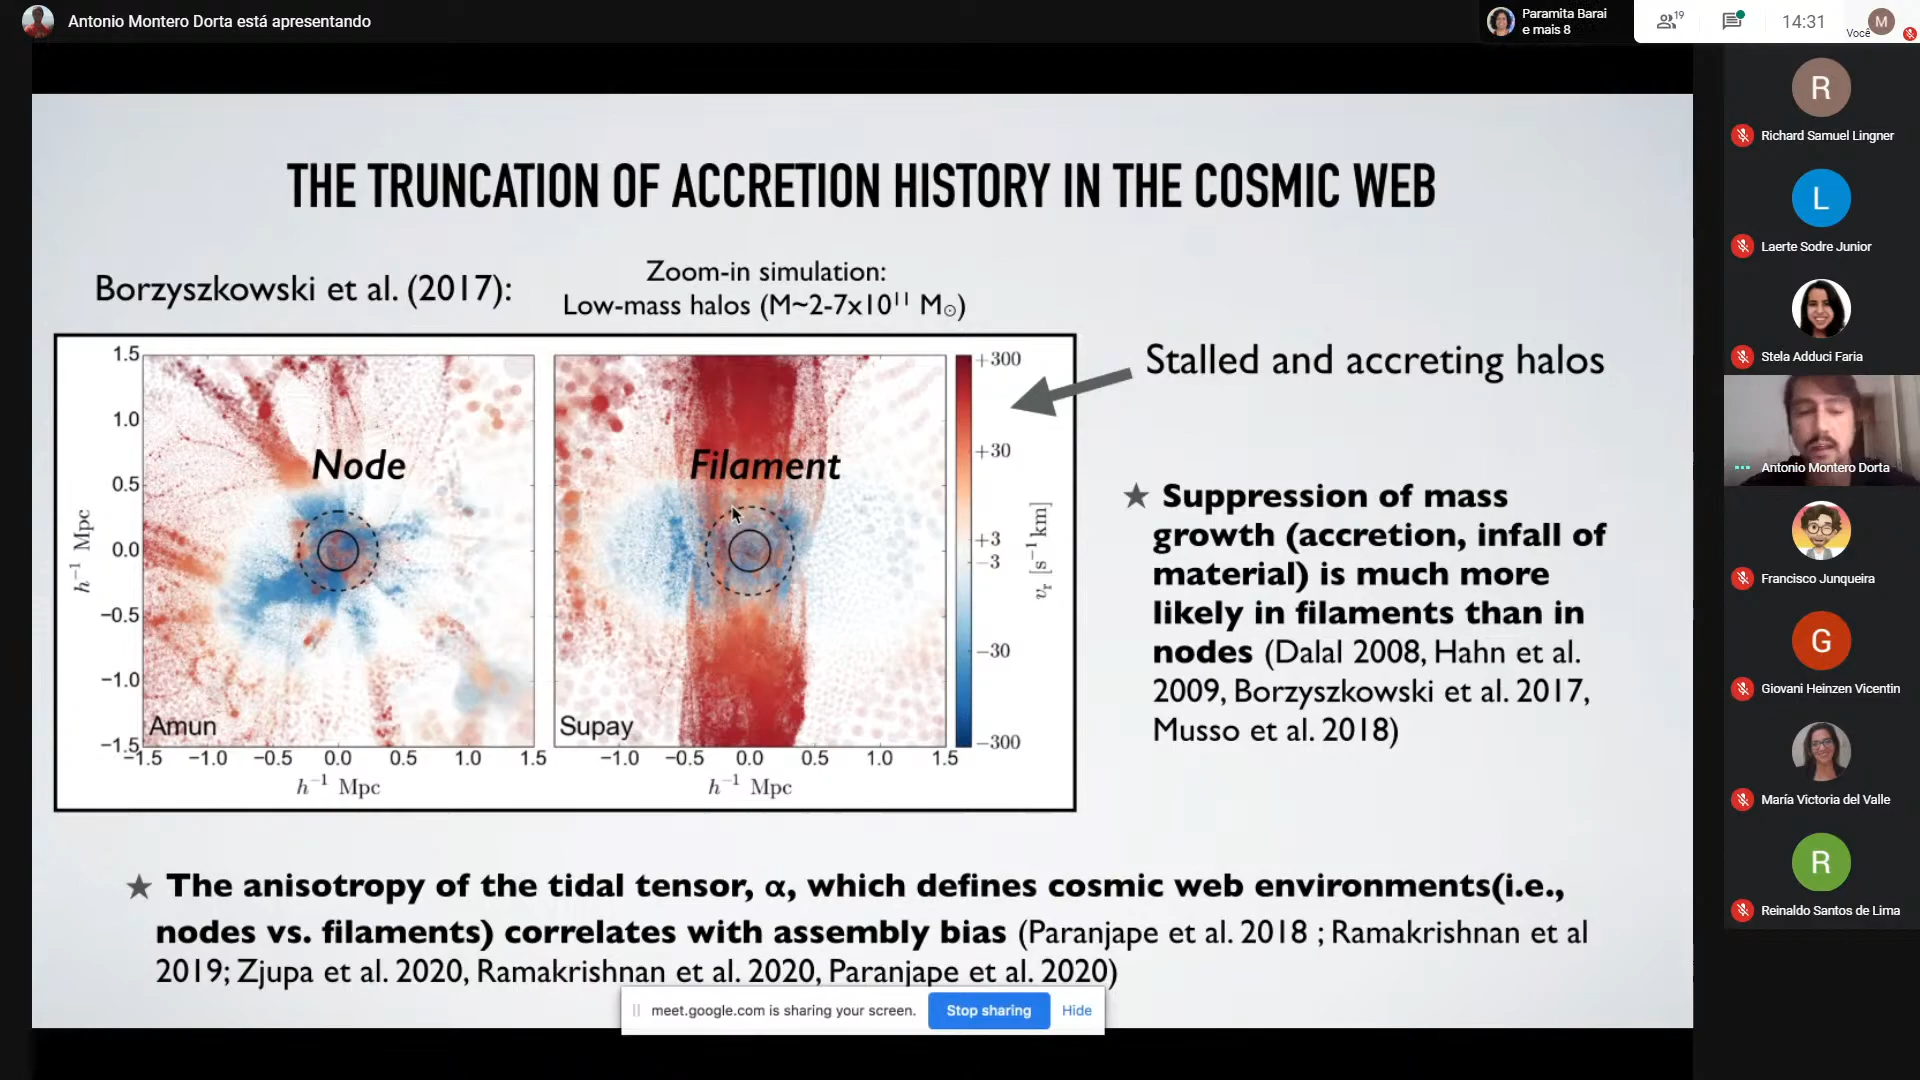 Antonio Montero Dorta está apresentando
Paramita Barai
e mais 8
19
14:31
Você
M
THE TRUNCATION OF ACCRETION HISTORY IN THE COSMIC WEB
Borzyszkowski et al. (2017):
Zoom-in simulation:
Low-mass halos (M~2-7x10¹¹ M☉)
Stalled and accreting halos
Node
Filament
Amun
Supay
1.5
1.0
0.5
0.0
−0.5
−1.0
−1.5
h⁻¹ Mpc
−1.5 −1.0 −0.5 0.0 0.5 1.0 1.5
h⁻¹ Mpc
−1.0 −0.5 0.0 0.5 1.0 1.5
h⁻¹ Mpc
+300
+30
+3
−3
−30
−300
vᵣ [s⁻¹km]
★ Suppression of mass
growth (accretion, infall of
material) is much more
likely in filaments than in
nodes (Dalal 2008, Hahn et al.
2009, Borzyszkowski et al. 2017,
Musso et al. 2018)
★ The anisotropy of the tidal tensor, α, which defines cosmic web environments(i.e.,
nodes vs. filaments) correlates with assembly bias (Paranjape et al. 2018 ; Ramakrishnan et al
2019; Zjupa et al. 2020, Ramakrishnan et al. 2020, Paranjape et al. 2020)
meet.google.com is sharing your screen.
Stop sharing
Hide
R
Richard Samuel Lingner
L
Laerte Sodre Junior
Stela Adduci Faria
Antonio Montero Dorta
Francisco Junqueira
G
Giovani Heinzen Vicentin
María Victoria del Valle
R
Reinaldo Santos de Lima